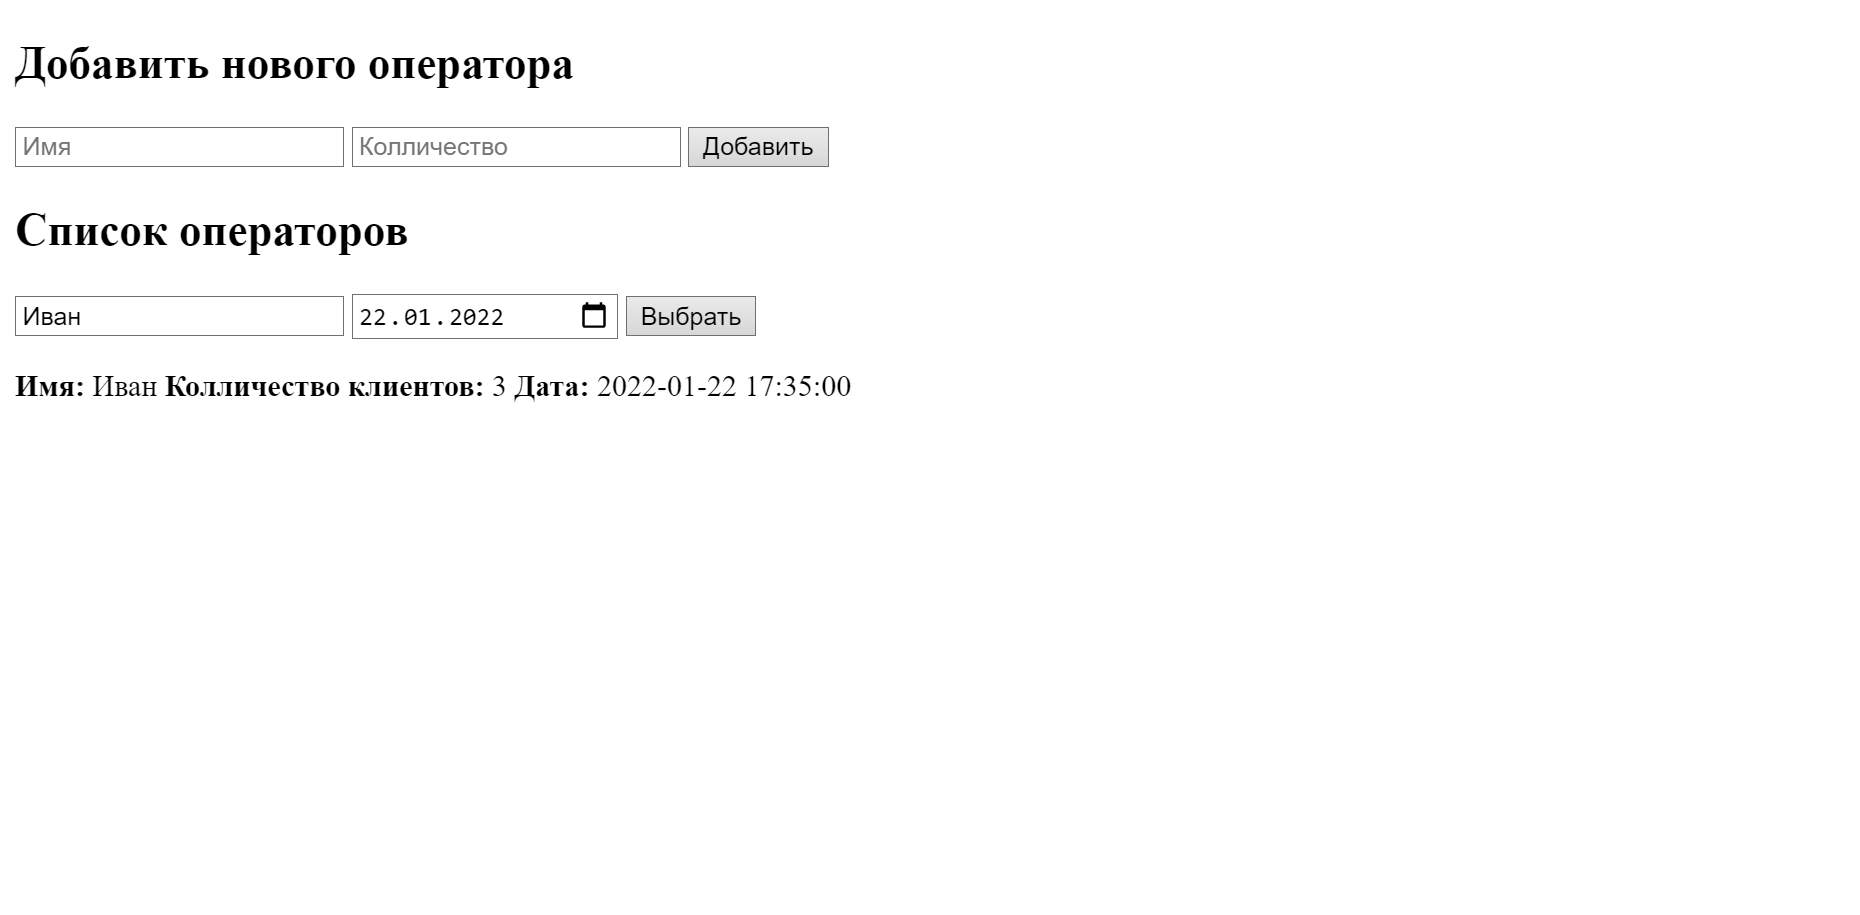 Добавить нового оператора
Имя Колличество Добавить
Список операторов
Иван 22.01.2022 Выбрать
Имя: Иван Колличество клиентов: 3 Дата: 2022-01-22 17:35:00